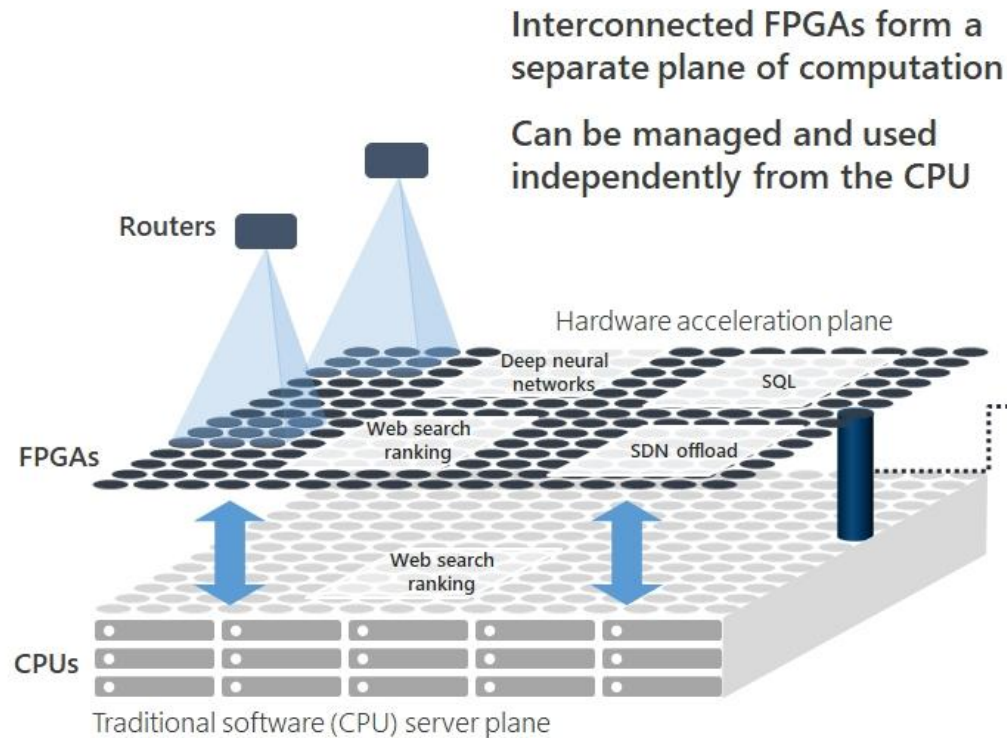 Interconnected FPGAs form a
separate plane of computation
Can be managed and used
independently from the CPU
Routers
Hardware acceleration plane
Deep neural
networks
SQL
Web search
ranking
SDN offload
FPGAs
Web search
ranking
CPUs
Traditional software (CPU) server plane